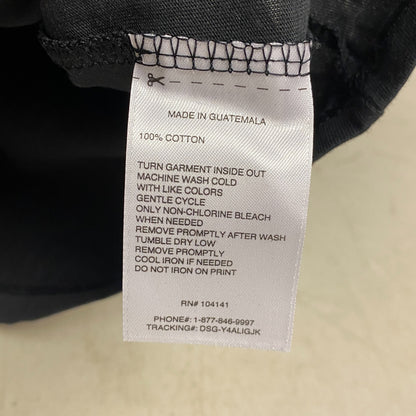 MADE IN GUATEMALA
100% COTTON
TURN GARMENT INSIDE OUT
MACHINE WASH COLD
WITH LIKE COLORS
GENTLE CYCLE
ONLY NON-CHLORINE BLEACH
WHEN NEEDED
REMOVE PROMPTLY AFTER WASH
TUMBLE DRY LOW
REMOVE PROMPTLY
COOL IRON IF NEEDED
DO NOT IRON ON PRINT
RN# 104141
PHONE#: 1-877-846-9997
TRACKING#: DSG-Y4ALIGJK